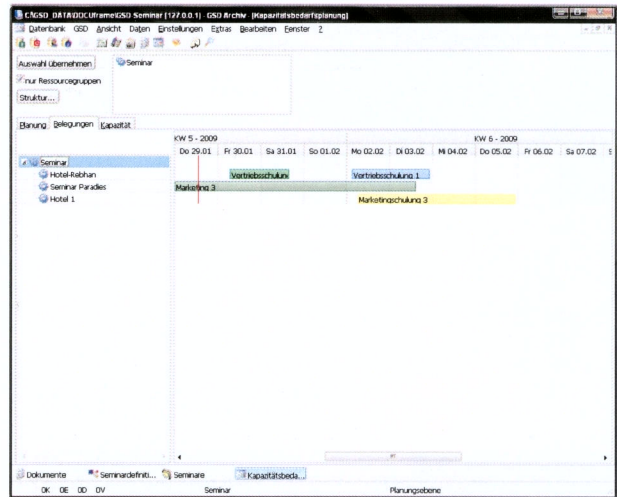 C:\GSD_DATA\DOCUframe\GSD Seminar [127.0.0.1] - GSD Archiv - [Kapazitätsbedarfsplanung]
Datenbank GSD Ansicht Daten Einstellungen Extras Bearbeiten Fenster ?
Auswahl übernehmen
Seminar
nur Ressourcegruppen
Struktur...
Planung Belegungen Kapazität
KW 5 - 2009 KW 6 - 2009
Do 29.01 Fr 30.01 Sa 31.01 So 01.02 Mo 02.02 Di 03.02 Mi 04.02 Do 05.02 Fr 06.02 Sa 07.02 S
Seminar
Hotel-Rebhan Vertriebsschulun Vertriebsschulung 1
Seminar Paradies Marketing 3
Hotel 1 Marketingschulung 3
Dokumente Seminardefiniti... Seminare Kapazitätsbeda...
0K 0E 0D 0V Seminar Planungsebene